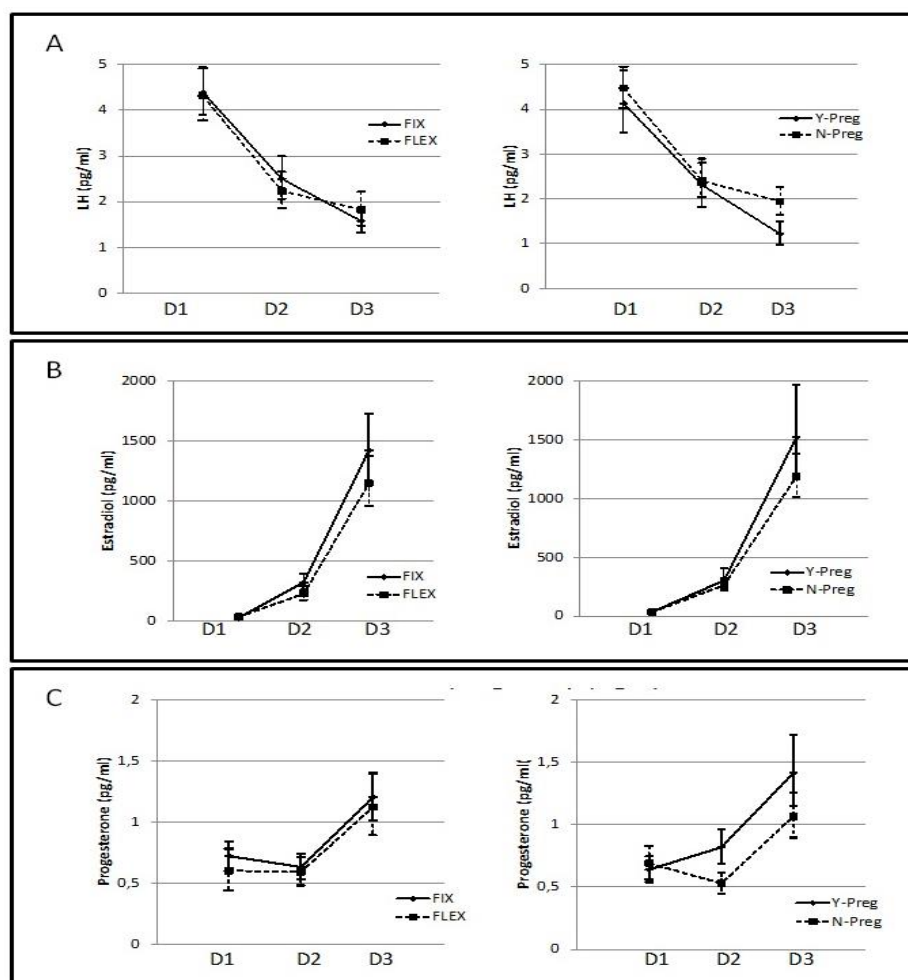 A
LH (pg/ml)
5
4
3
2
1
0
FIX
FLEX
D1 D2 D3
LH (pg/ml)
5
4
3
2
1
0
Y-Preg
N-Preg
D1 D2 D3
B
Estradiol (pg/ml)
2000
1500
1000
500
0
FIX
FLEX
D1 D2 D3
Estradiol (pg/ml)
2000
1500
1000
500
0
Y-Preg
N-Preg
D1 D2 D3
C
Progesterone (pg/ml)
2
1,5
1
0,5
0
FIX
FLEX
D1 D2 D3
Progesterone (pg/ml(
2
1,5
1
0,5
0
Y-Preg
N-Preg
D1 D2 D3